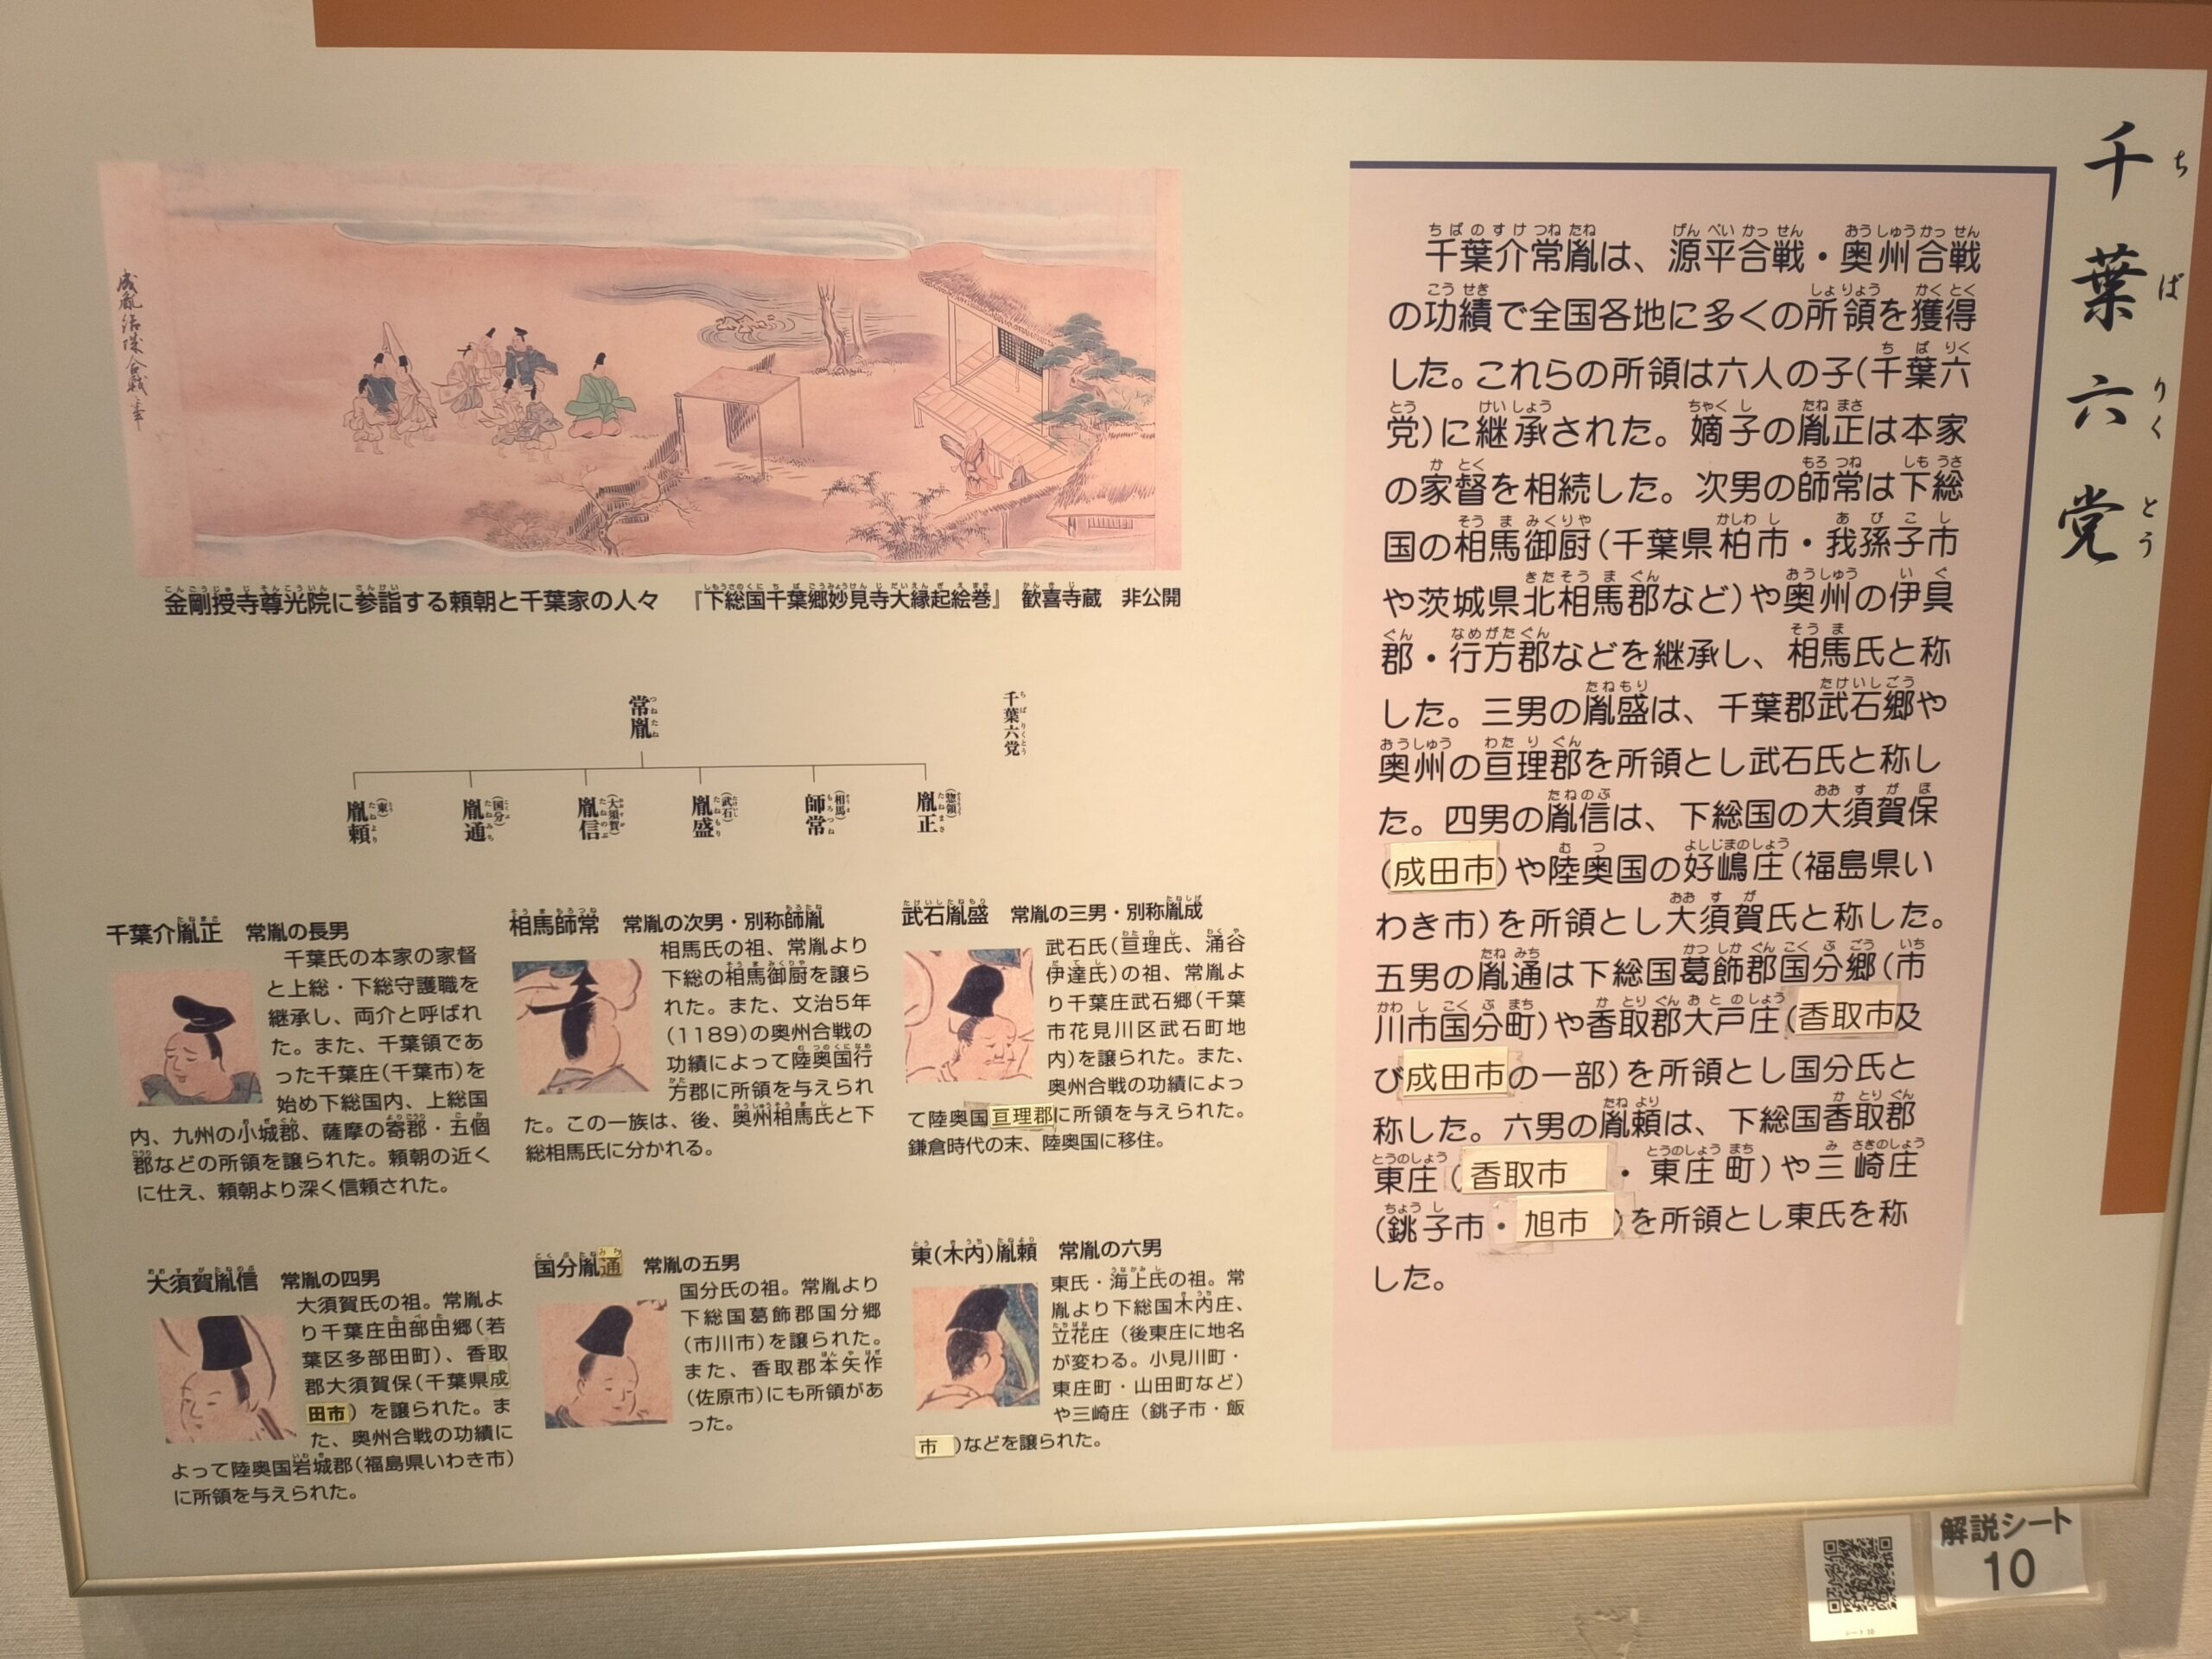 千葉六党
ちばりくとう
千葉介常胤は、源平合戦・奥州合戦
の功績で全国各地に多くの所領を獲得
した。これらの所領は六人の子(千葉六
党)に継承された。嫡子の胤正は本家
の家督を相続した。次男の師常は下総
国の相馬御厨(千葉県柏市・我孫子市
や茨城県北相馬郡など)や奥州の伊具
郡・行方郡などを継承し、相馬氏と称
した。三男の胤盛は、千葉郡武石郷や
奥州の亘理郡を所領とし武石氏と称し
た。四男の胤信は、下総国の大須賀保
(成田市)や陸奥国の好嶋庄(福島県い
わき市)を所領とし大須賀氏と称した。
五男の胤通は下総国葛飾郡国分郷(市
川市国分町)や香取郡大戸庄(香取市及
び成田市の一部)を所領とし国分氏と
称した。六男の胤頼は、下総国香取郡
東庄(香取市・東庄町)や三崎庄
(銚子市・旭市)を所領とし東氏を称
した。
金剛授寺尊光院に参詣する頼朝と千葉家の人々 『下総国千葉郷妙見寺大縁起絵巻』 歓喜寺蔵 非公開
千葉六党
常胤
胤正(惣領)
師常(相馬)
胤盛(武石)
胤信(大須賀)
胤通(国分)
胤頼(東)
千葉介胤正 常胤の長男
千葉氏の本家の家督
と上総・下総守護職を
継承し、両介と呼ばれ
た。また、千葉領であ
った千葉庄(千葉市)を
始め下総国内、上総国
内、九州の小城郡、薩摩の寄郡・五個
郡などの所領を譲られた。頼朝の近く
に仕え、頼朝より深く信頼された。
相馬師常 常胤の次男・別称師胤
相馬氏の祖、常胤より
下総の相馬御厨を譲ら
れた。また、文治5年
(1189)の奥州合戦の
功績によって陸奥国行
方郡に所領を与えられ
た。この一族は、後、奥州相馬氏と下
総相馬氏に分かれる。
武石胤盛 常胤の三男・別称胤成
武石氏(亘理氏、涌谷
伊達氏)の祖、常胤よ
り千葉庄武石郷(千葉
市花見川区武石町地
内)を譲られた。また、
奥州合戦の功績によっ
て陸奥国亘理郡に所領を与えられた。
鎌倉時代の末、陸奥国に移住。
大須賀胤信 常胤の四男
大須賀氏の祖。常胤よ
り千葉庄田部田郷(若
葉区多部田町)、香取
郡大須賀保(千葉県成
田市)を譲られた。ま
た、奥州合戦の功績に
よって陸奥国岩城郡(福島県いわき市)
に所領を与えられた。
国分胤通 常胤の五男
国分氏の祖。常胤より
下総国葛飾郡国分郷
(市川市)を譲られた。
また、香取郡本矢作
(佐原市)にも所領があ
った。
東(木内)胤頼 常胤の六男
東氏・海上氏の祖。常
胤より下総国木内庄、
立花庄(後東庄に地名
が変わる。小見川町・
東庄町・山田町など)
や三崎庄(銚子市・飯
市)などを譲られた。
解説シート
10